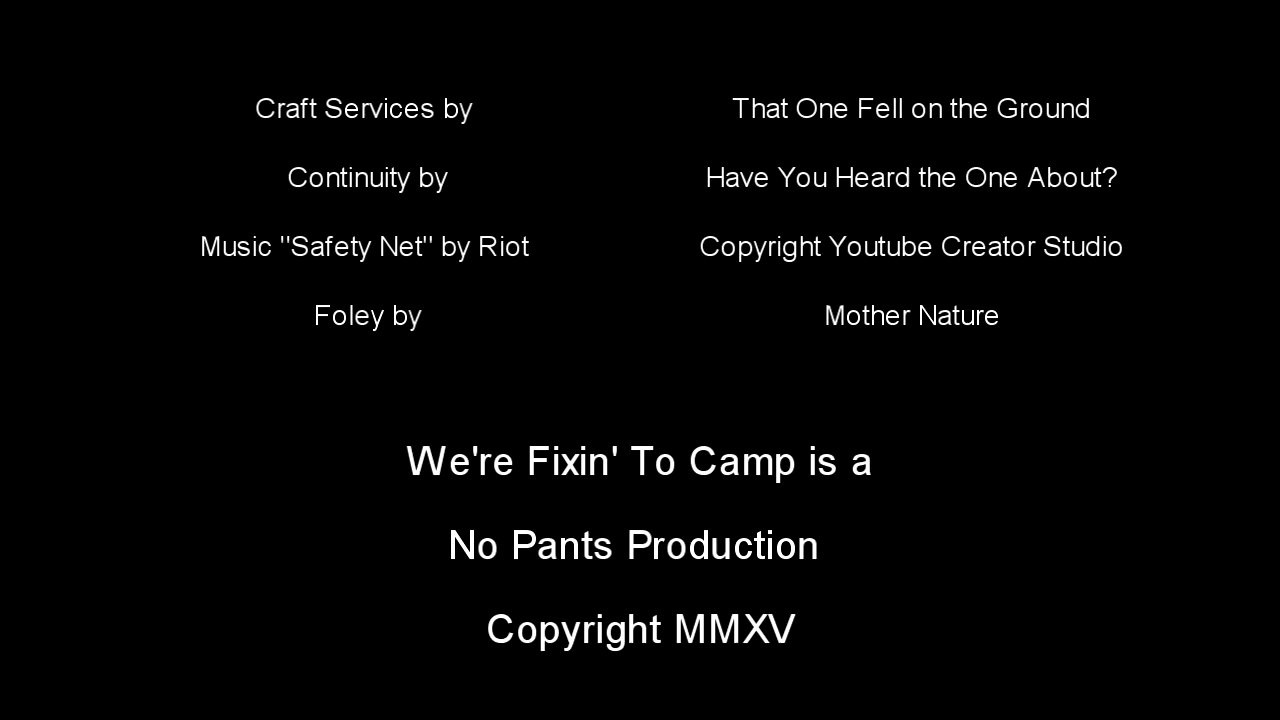 Craft Services by That One Fell on the Ground
Continuity by Have You Heard the One About?
Music "Safety Net" by Riot Copyright Youtube Creator Studio
Foley by Mother Nature
We're Fixin' To Camp is a
No Pants Production
Copyright MMXV